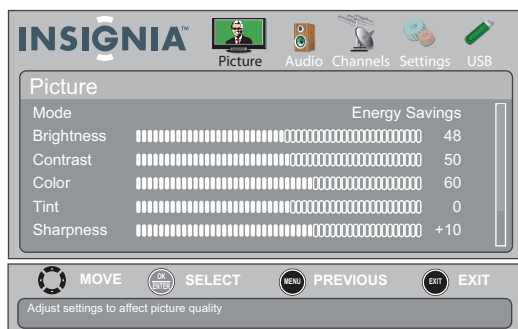 INSIGNIA™
Picture Audio Channels Settings USB
Picture
Mode Energy Savings
Brightness 48
Contrast 50
Color 60
Tint 0
Sharpness +10
MOVE OK ENTER SELECT MENU PREVIOUS EXIT EXIT
Adjust settings to affect picture quality